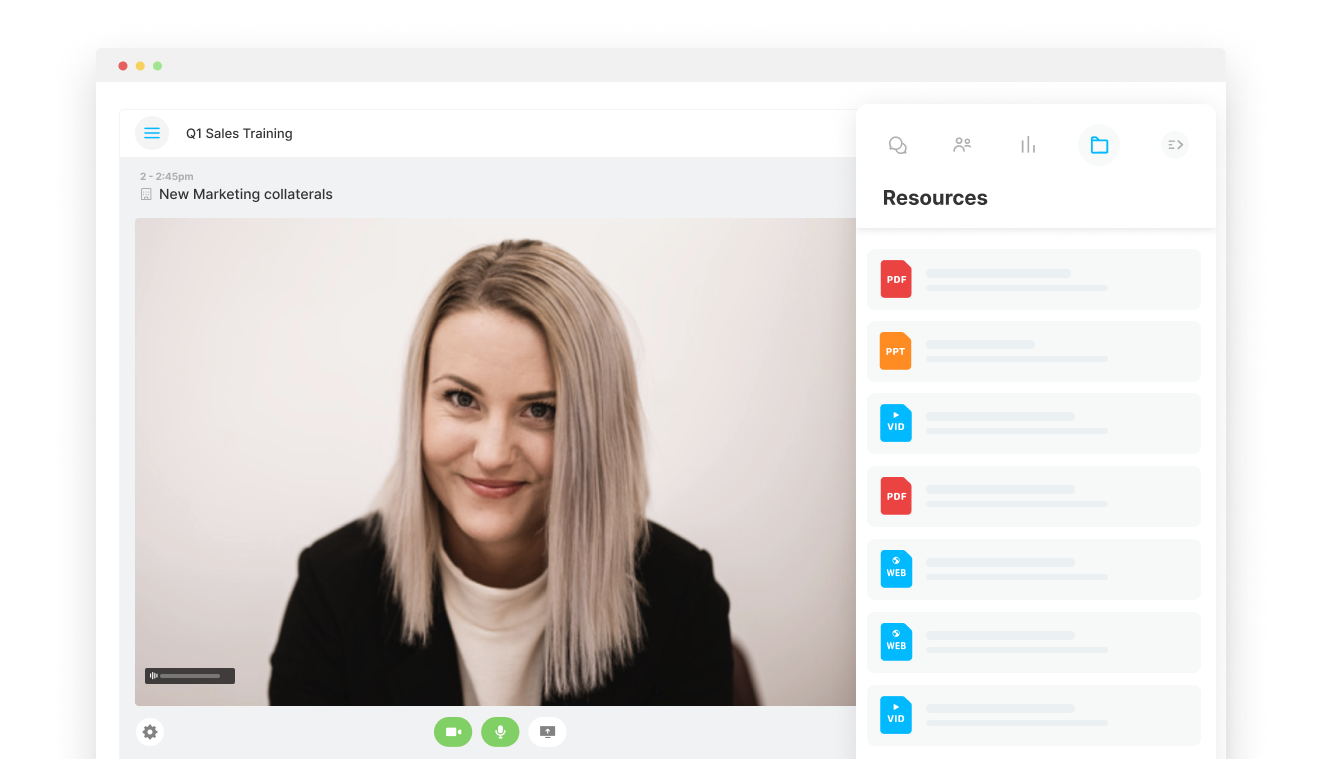 Q1 Sales Training
2 - 2:45pm
New Marketing collaterals
Resources
PDF
PPT
VID
PDF
WEB
WEB
VID